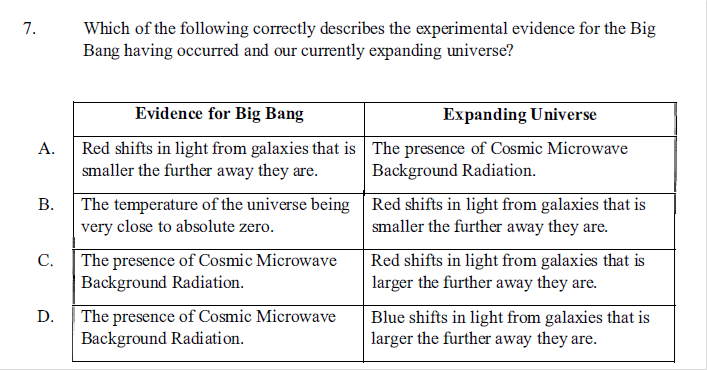 7. Which of the following correctly describes the experimental evidence for the Big
Bang having occurred and our currently expanding universe?
Evidence for Big Bang Expanding Universe
A. Red shifts in light from galaxies that is The presence of Cosmic Microwave
smaller the further away they are. Background Radiation.
B. The temperature of the universe being Red shifts in light from galaxies that is
very close to absolute zero. smaller the further away they are.
C. The presence of Cosmic Microwave Red shifts in light from galaxies that is
Background Radiation. larger the further away they are.
D. The presence of Cosmic Microwave Blue shifts in light from galaxies that is
Background Radiation. larger the further away they are.